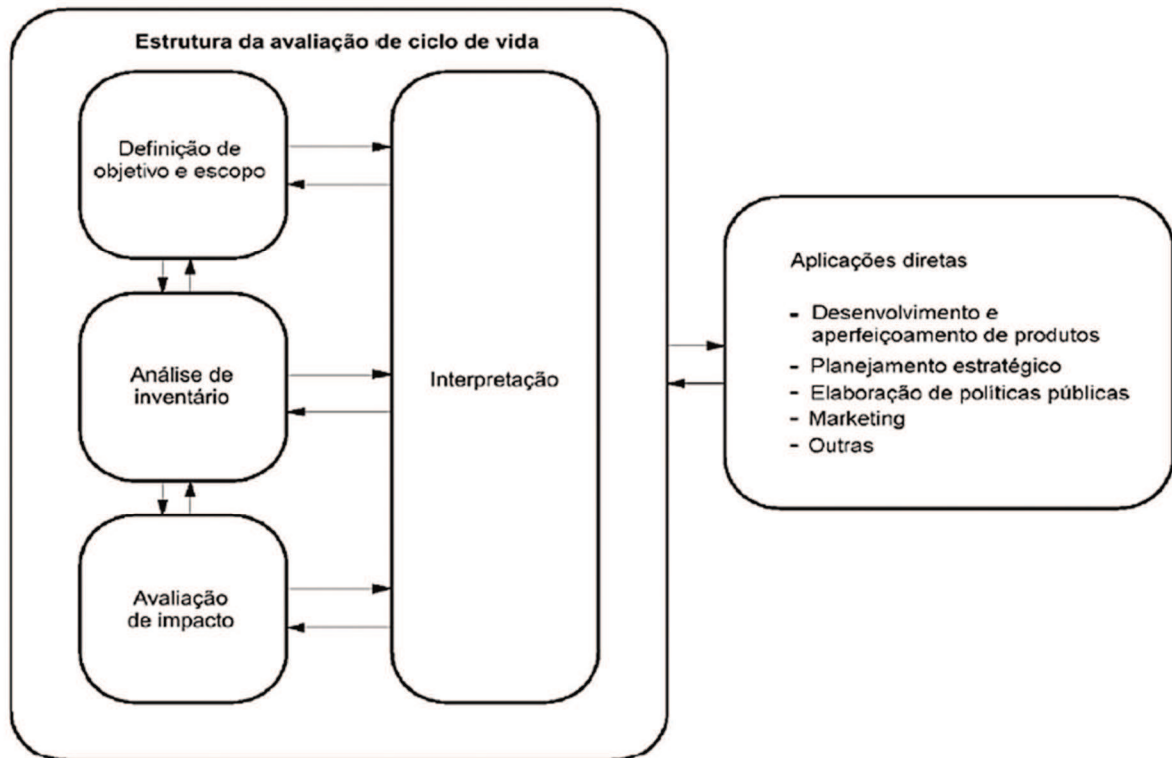 Estrutura da avaliação de ciclo de vida
Definição de
objetivo e escopo
Análise de
inventário
Avaliação
de impacto
Interpretação
Aplicações diretas
- Desenvolvimento e
aperfeiçoamento de produtos
- Planejamento estratégico
- Elaboração de políticas públicas
- Marketing
- Outras